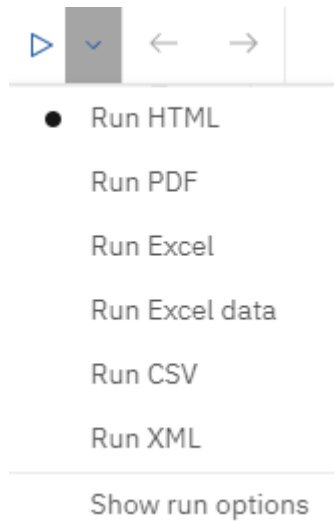 Run HTML
Run PDF
Run Excel
Run Excel data
Run CSV
Run XML
Show run options